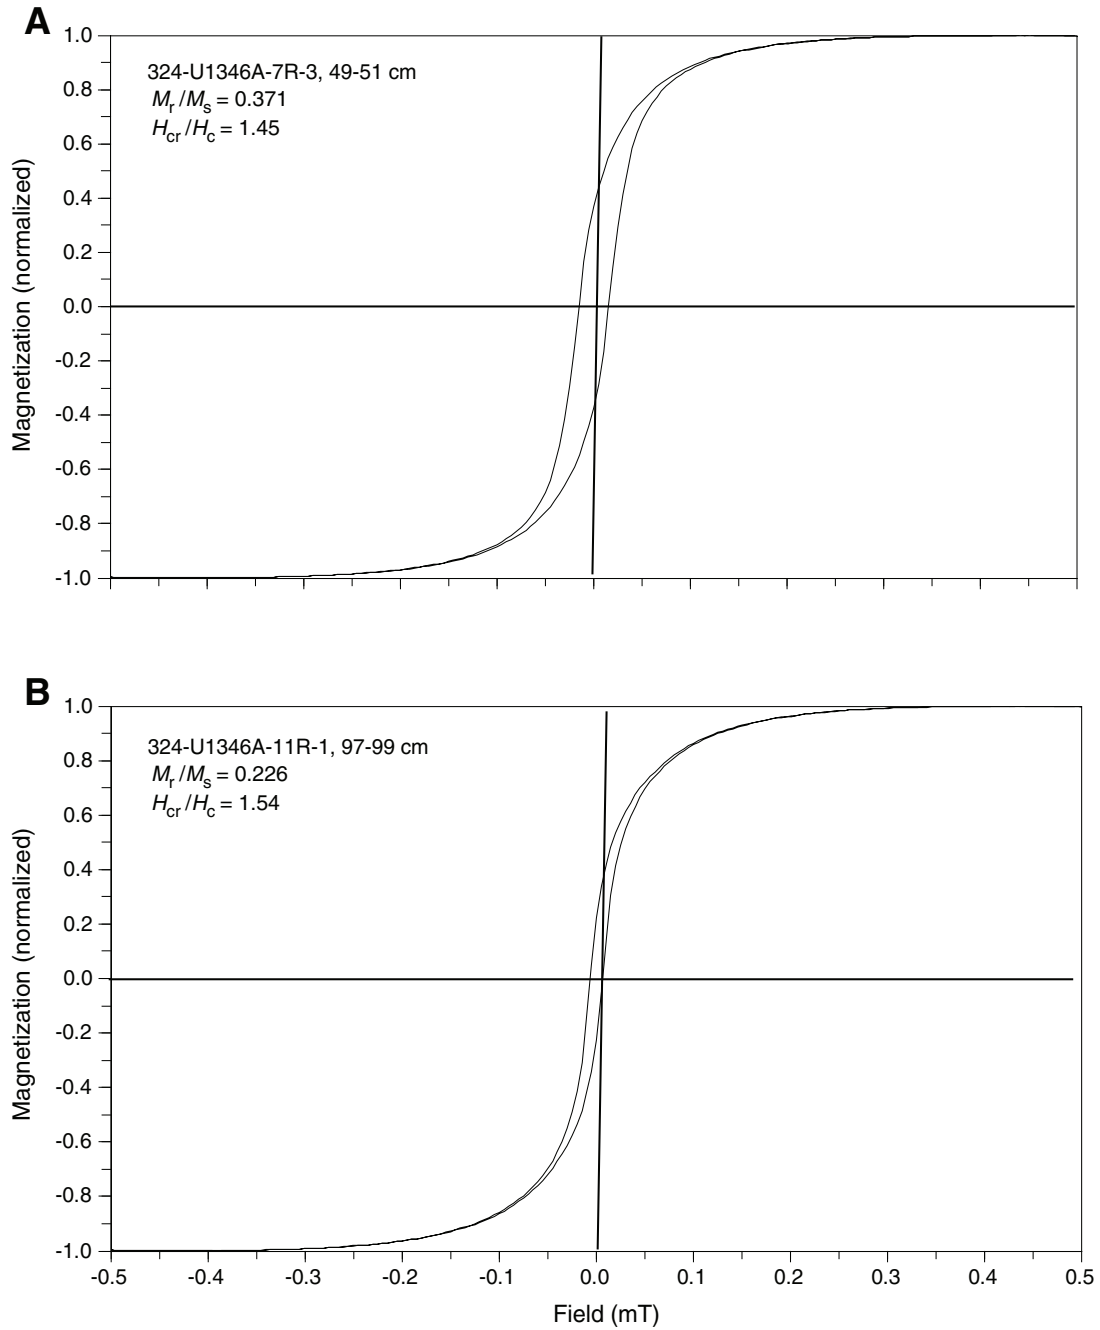 A
324-U1346A-7R-3, 49-51 cm
Mr/Ms = 0.371
Hcr/Hc = 1.45
Magnetization (normalized)
1.0
0.8
0.6
0.4
0.2
0.0
-0.2
-0.4
-0.6
-0.8
-1.0
B
324-U1346A-11R-1, 97-99 cm
Mr/Ms = 0.226
Hcr/Hc = 1.54
Magnetization (normalized)
1.0
0.8
0.6
0.4
0.2
0.0
-0.2
-0.4
-0.6
-0.8
-1.0
-0.5 -0.4 -0.3 -0.2 -0.1 0.0 0.1 0.2 0.3 0.4 0.5
Field (mT)